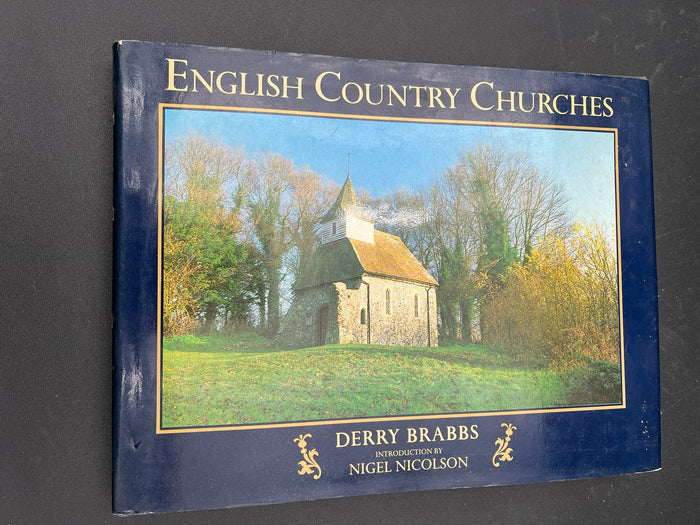 ENGLISH COUNTRY CHURCHES
DERRY BRABBS
INTRODUCTION BY
NIGEL NICOLSON